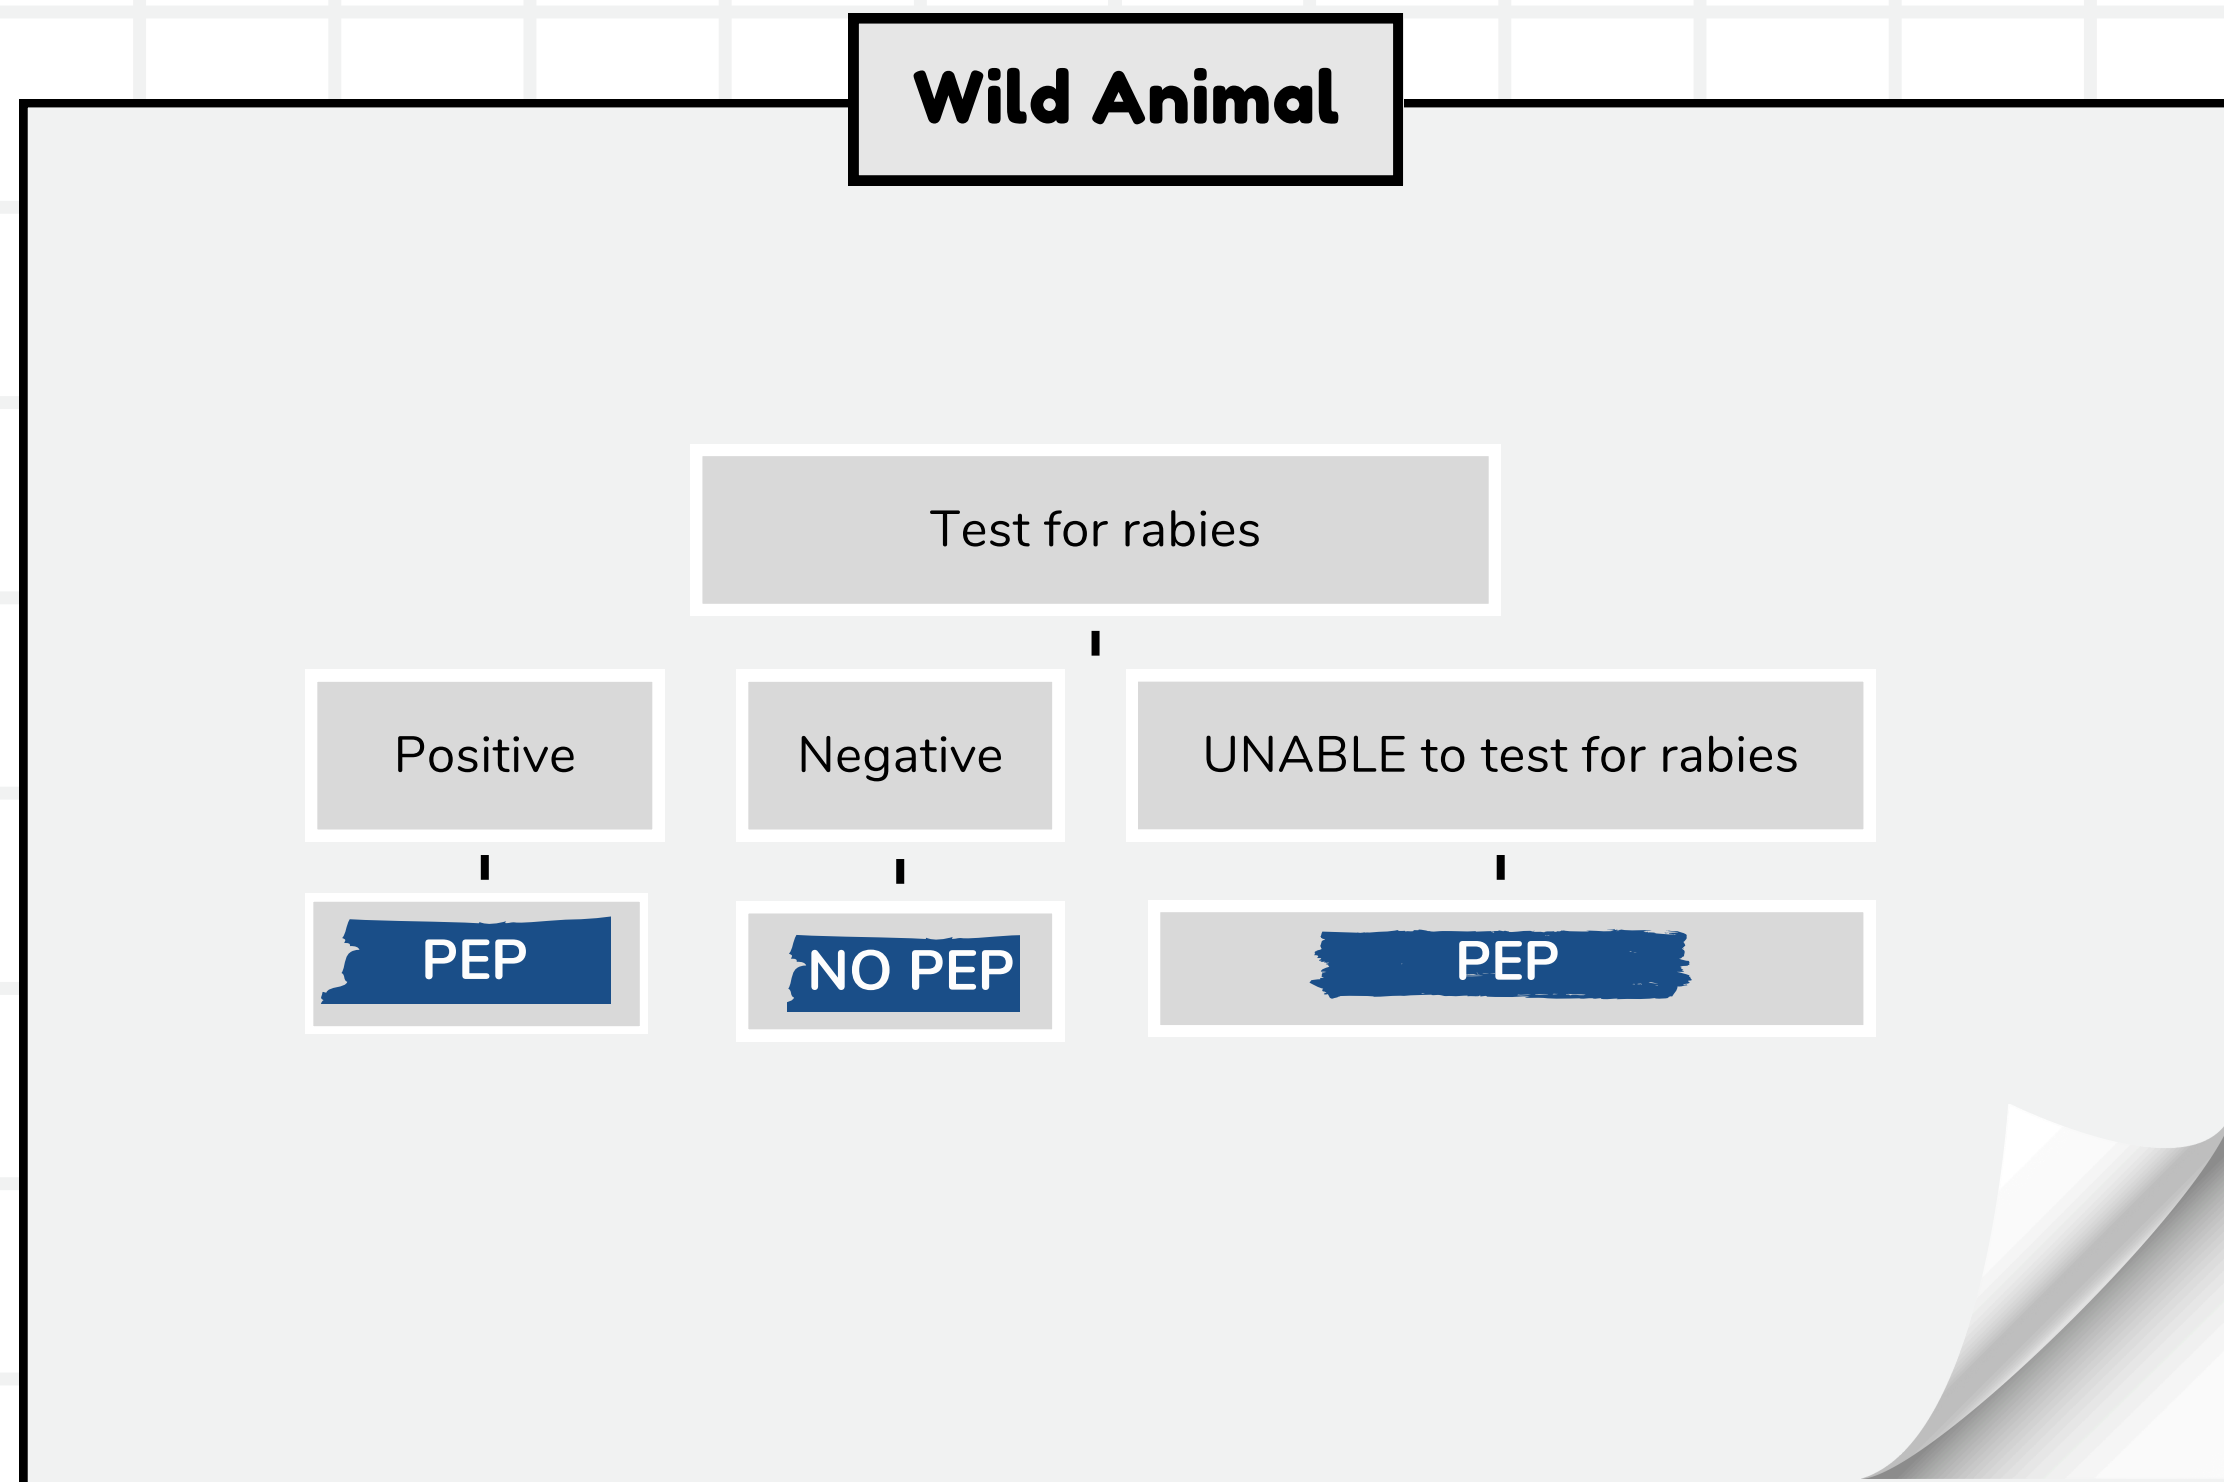 Wild Animal
Test for rabies
Positive
Negative
UNABLE to test for rabies
PEP
NO PEP
PEP